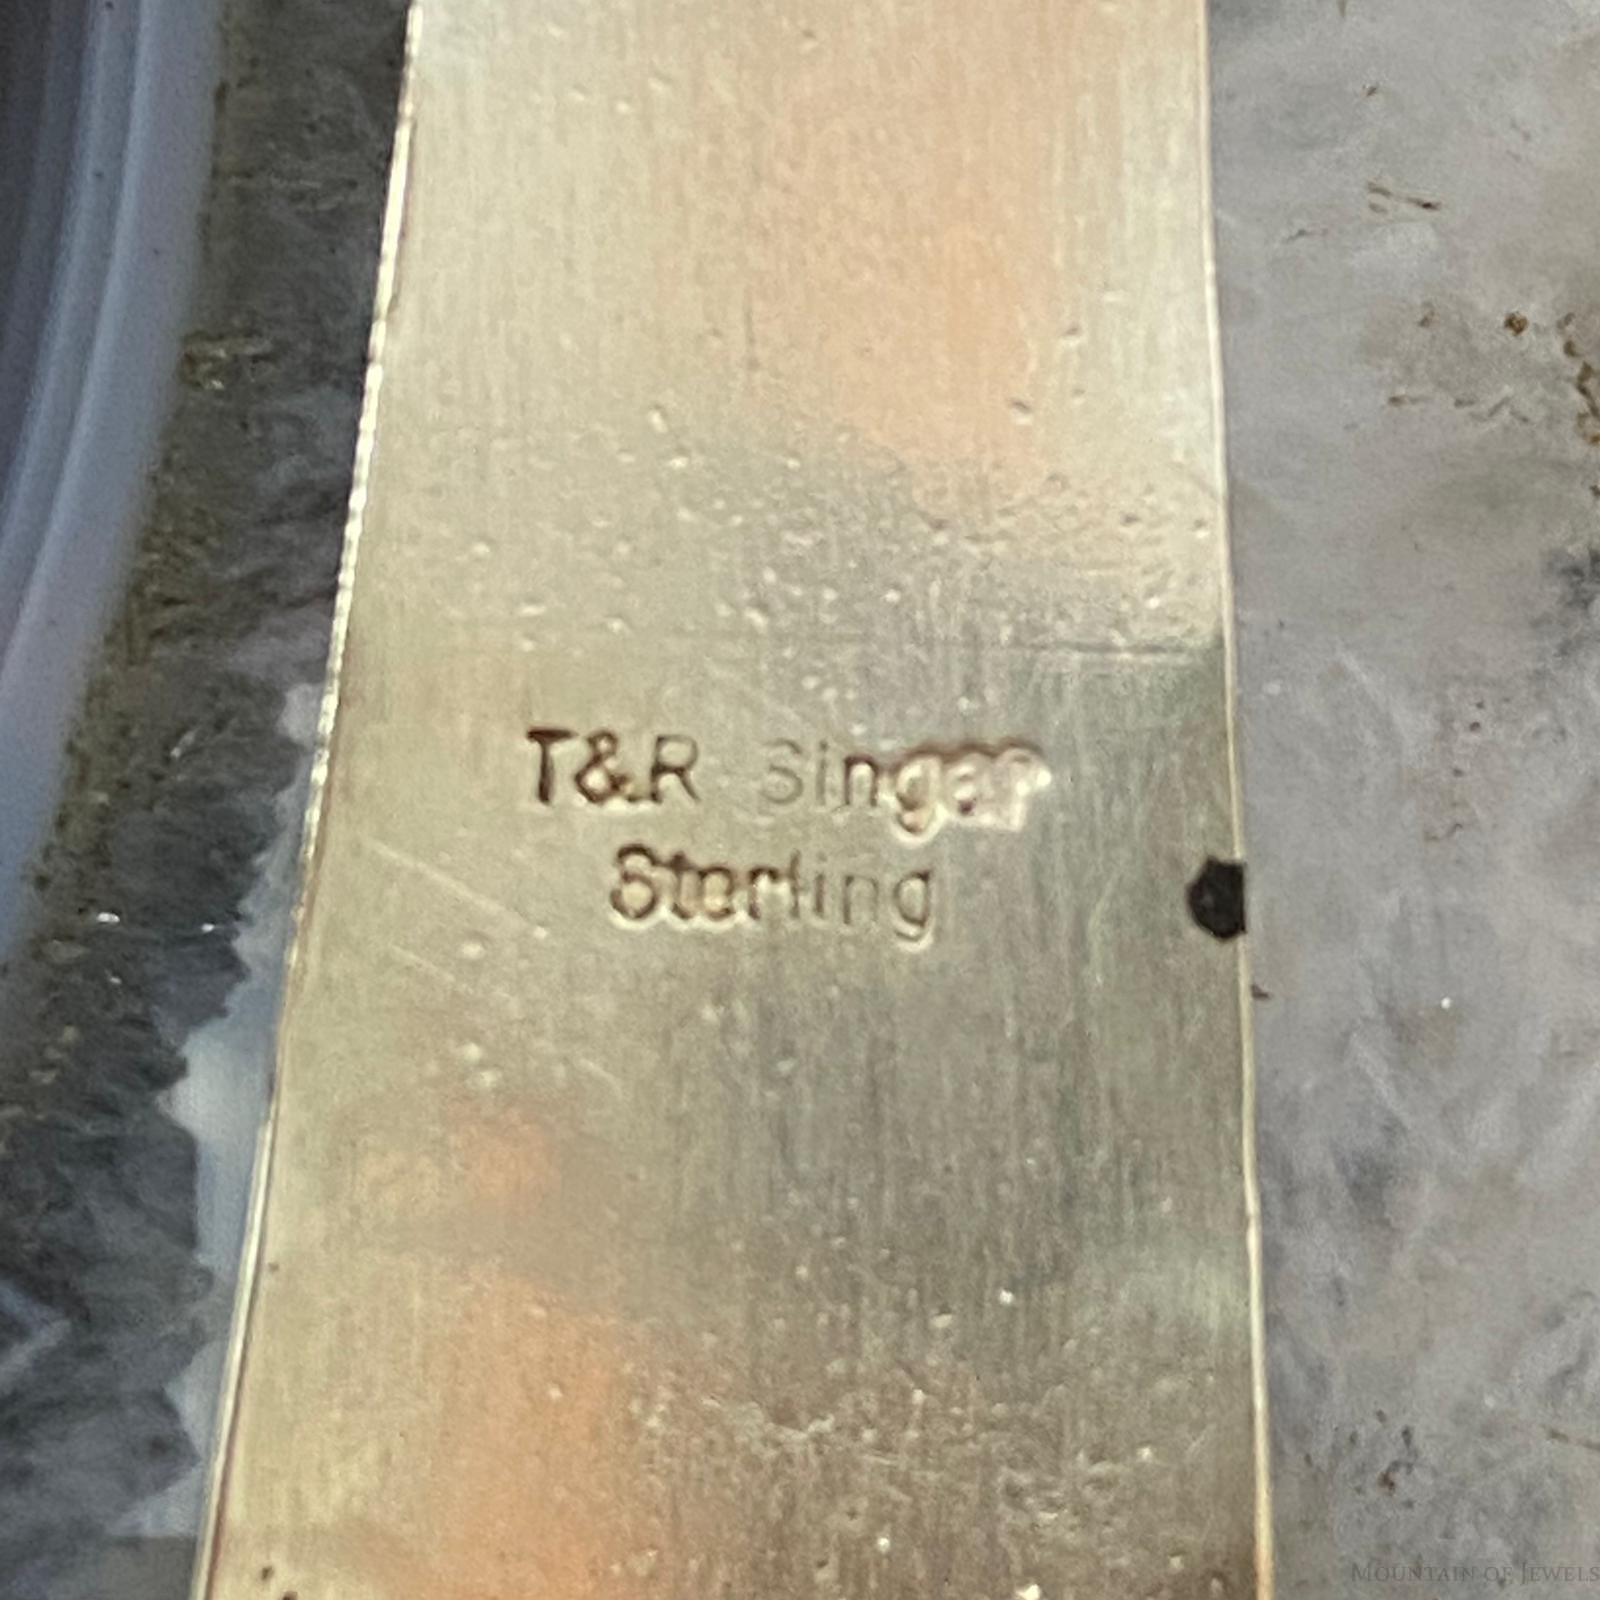 T&R Singer
Sterling
MOUNTAIN OF JEWELS